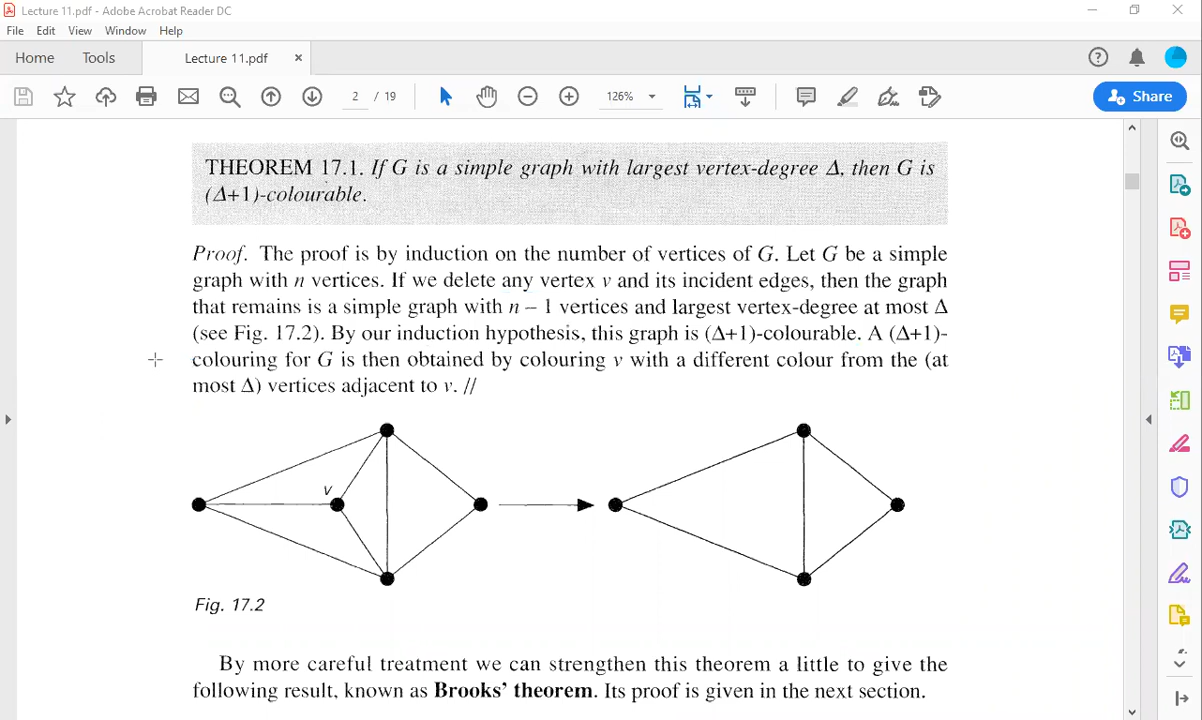 Lecture 11.pdf - Adobe Acrobat Reader DC
File Edit View Window Help
Home Tools Lecture 11.pdf ×
2 / 19 126% Share
THEOREM 17.1. If G is a simple graph with largest vertex-degree Δ, then G is
(Δ+1)-colourable.
Proof. The proof is by induction on the number of vertices of G. Let G be a simple
graph with n vertices. If we delete any vertex v and its incident edges, then the graph
that remains is a simple graph with n – 1 vertices and largest vertex-degree at most Δ
(see Fig. 17.2). By our induction hypothesis, this graph is (Δ+1)-colourable. A (Δ+1)-
colouring for G is then obtained by colouring v with a different colour from the (at
most Δ) vertices adjacent to v. //
v
Fig. 17.2
By more careful treatment we can strengthen this theorem a little to give the
following result, known as Brooks' theorem. Its proof is given in the next section.